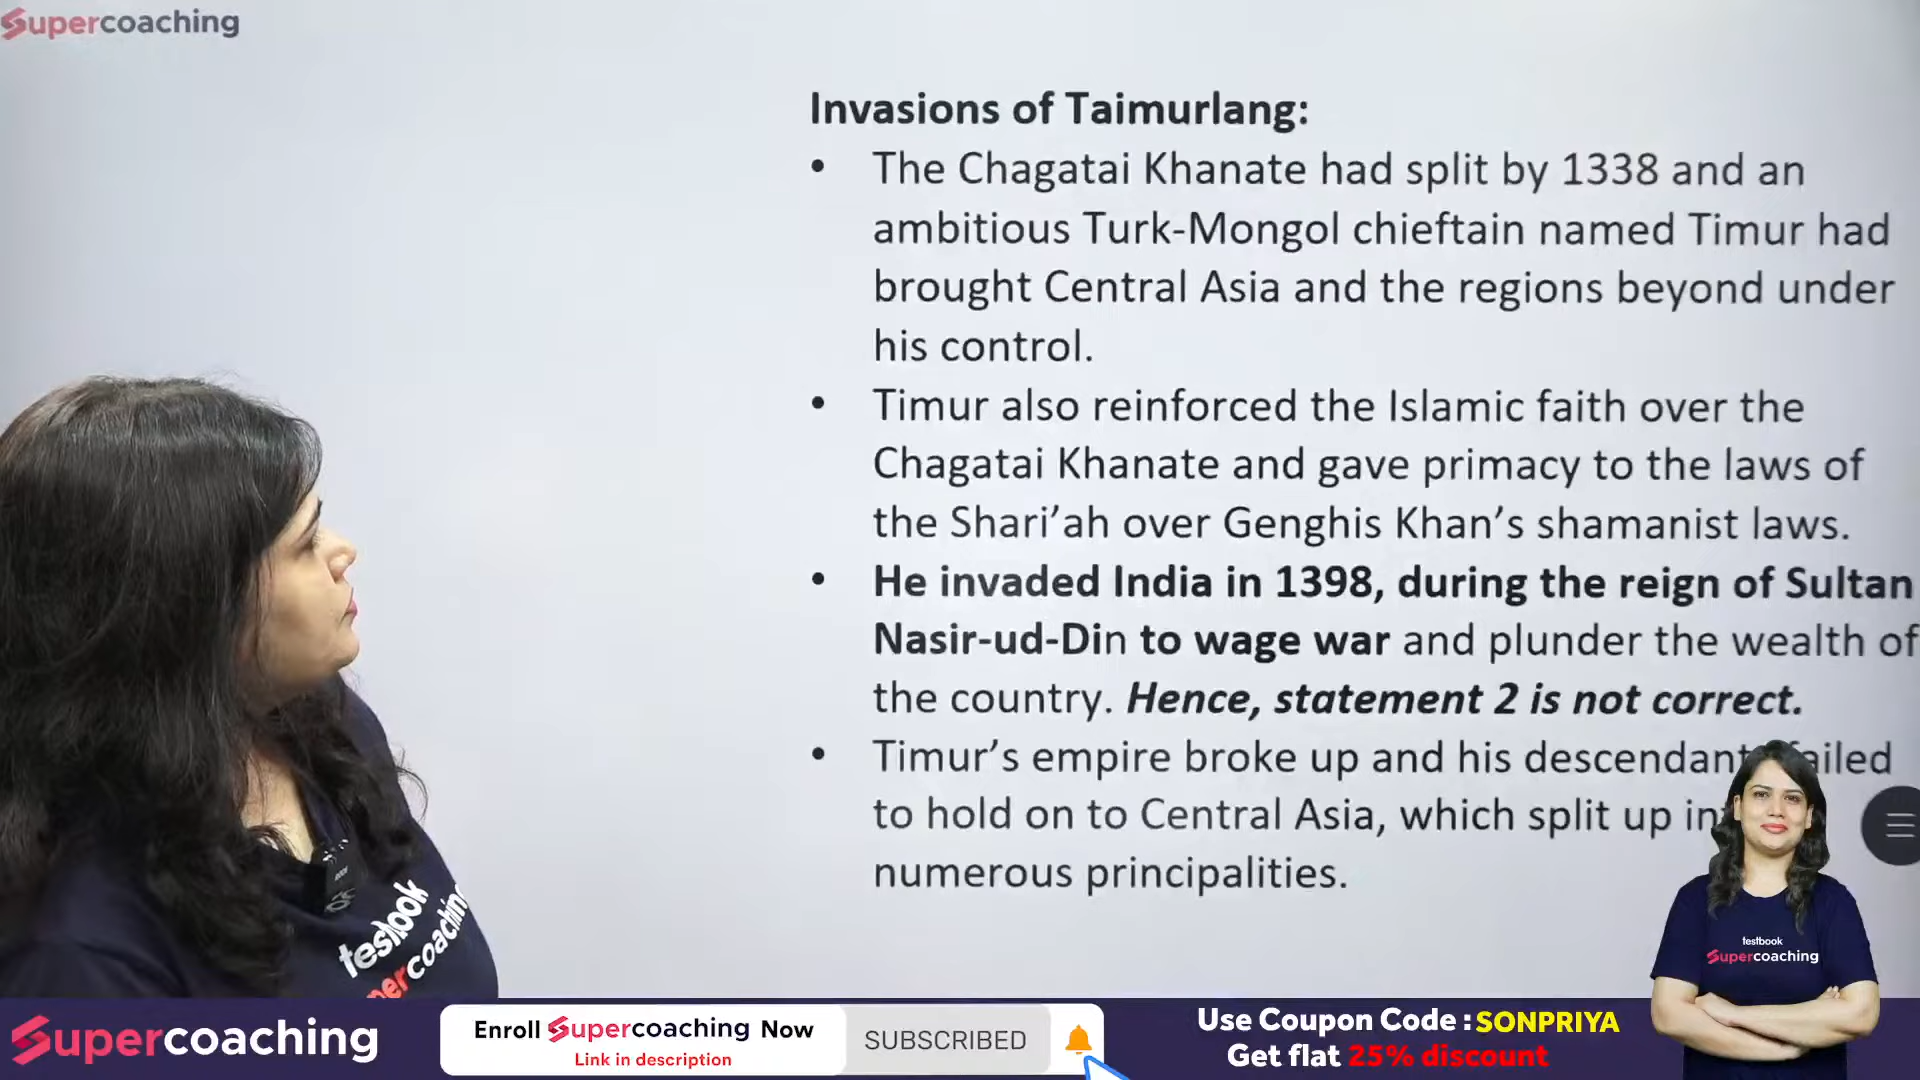 Supercoaching
Invasions of Taimurlang:
• The Chagatai Khanate had split by 1338 and an
ambitious Turk-Mongol chieftain named Timur had
brought Central Asia and the regions beyond under
his control.
• Timur also reinforced the Islamic faith over the
Chagatai Khanate and gave primacy to the laws of
the Shari’ah over Genghis Khan’s shamanist laws.
• He invaded India in 1398, during the reign of Sultan
Nasir-ud-Din to wage war and plunder the wealth of
the country. Hence, statement 2 is not correct.
• Timur’s empire broke up and his descendants failed
to hold on to Central Asia, which split up in
numerous principalities.
testbook
percoaching
testbook
Supercoaching
Supercoaching
Enroll Supercoaching Now
Link in description
SUBSCRIBED
Use Coupon Code : SONPRIYA
Get flat 25% discount